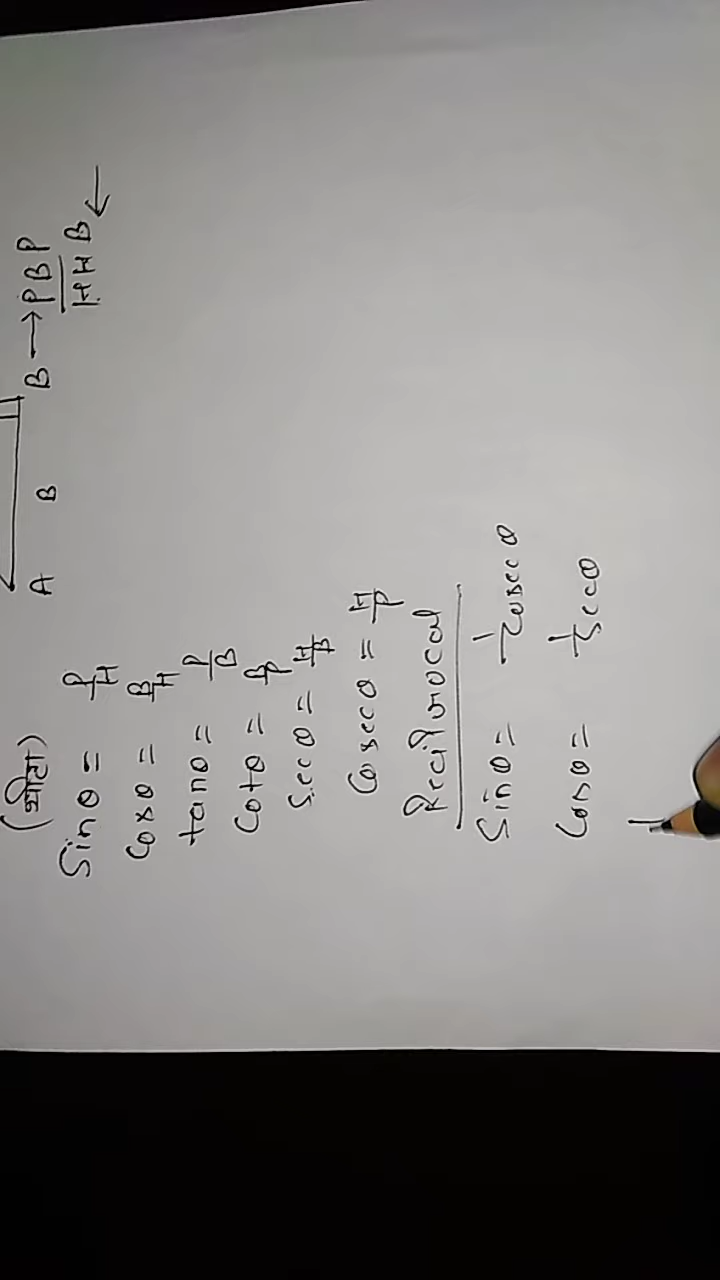 B → PBP
HHB ←
A B
(थीटा)
Sinθ = P/H
Cosθ = B/H
tanθ = P/B
Cotθ = B/P
Secθ = H/B
Cosecθ = H/P
Reciprocal
Sinθ = 1/Cosecθ
Cosθ = 1/Secθ